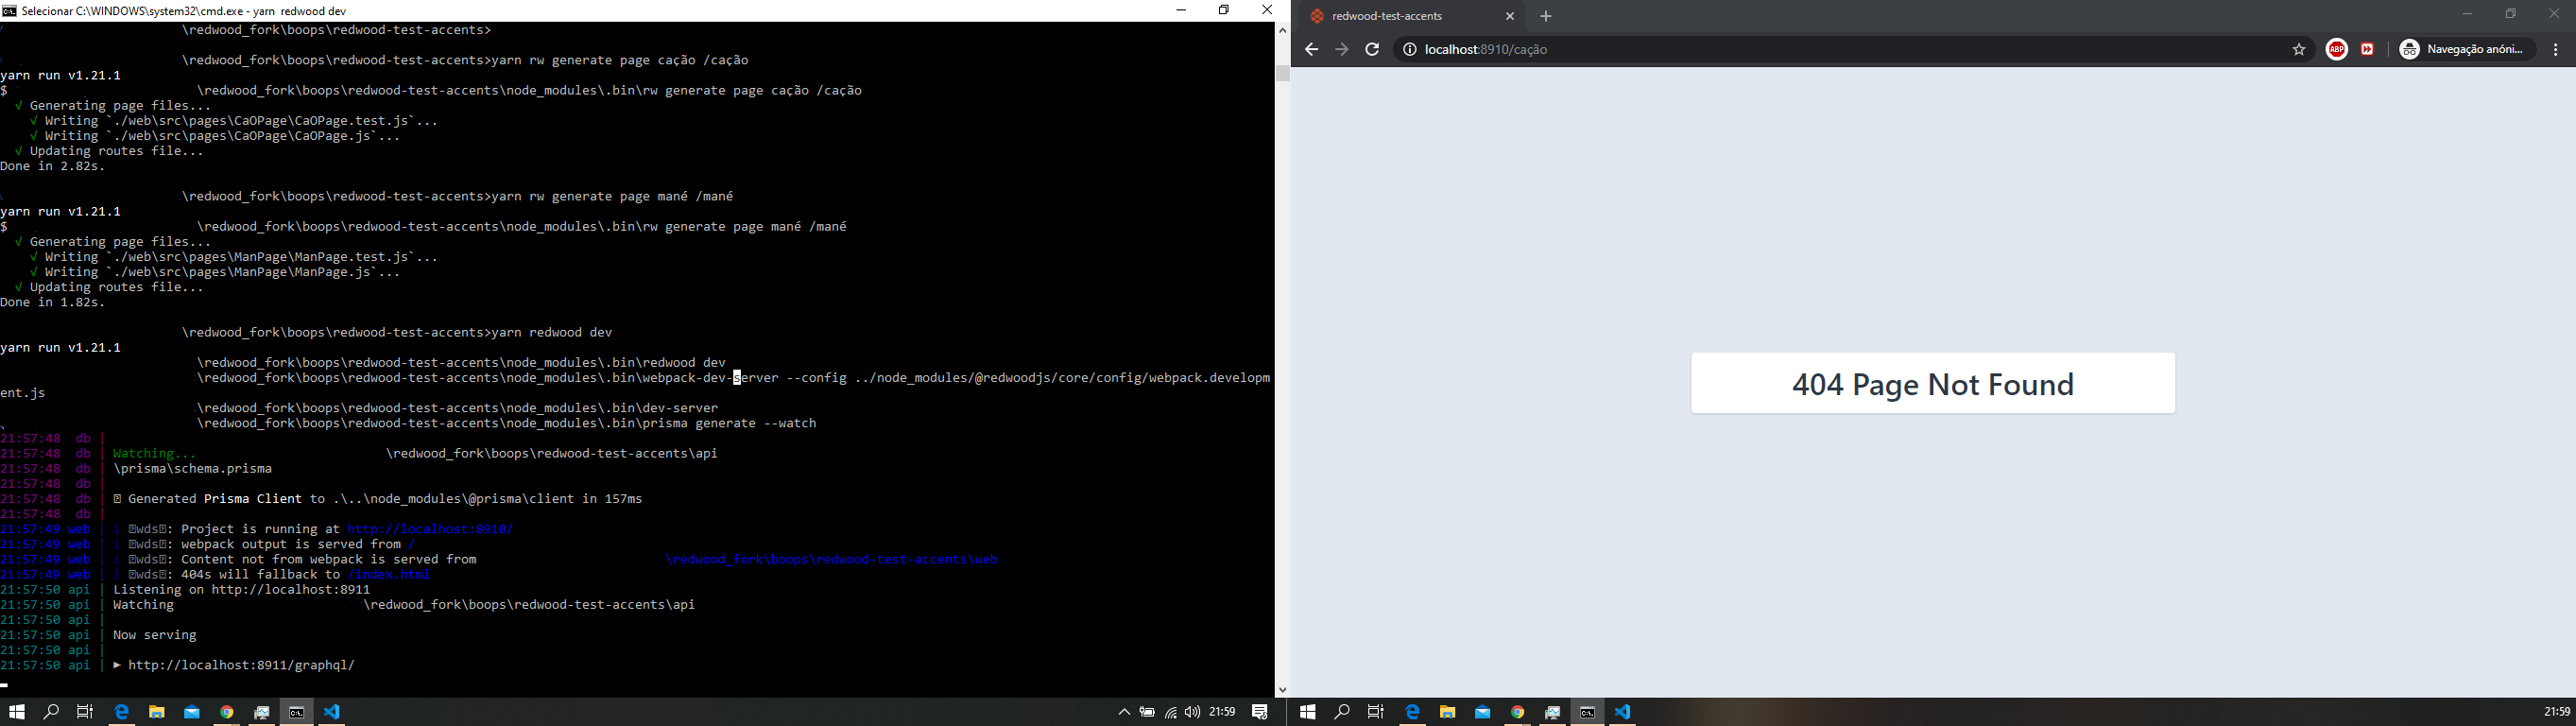 Selecionar C:\WINDOWS\system32\cmd.exe - yarn  redwood dev
\redwood_fork\boops\redwood-test-accents>
\redwood_fork\boops\redwood-test-accents>yarn rw generate page cação /cação
yarn run v1.21.1
$ \redwood_fork\boops\redwood-test-accents\node_modules\.bin\rw generate page cação /cação
√ Generating page files...
√ Writing `./web\src\pages\CaOPage\CaOPage.test.js`...
√ Writing `./web\src\pages\CaOPage\CaOPage.js`...
√ Updating routes file...
Done in 2.82s.
\redwood_fork\boops\redwood-test-accents>yarn rw generate page mané /mané
yarn run v1.21.1
$ \redwood_fork\boops\redwood-test-accents\node_modules\.bin\rw generate page mané /mané
√ Generating page files...
√ Writing `./web\src\pages\ManPage\ManPage.test.js`...
√ Writing `./web\src\pages\ManPage\ManPage.js`...
√ Updating routes file...
Done in 1.82s.
\redwood_fork\boops\redwood-test-accents>yarn redwood dev
yarn run v1.21.1
\redwood_fork\boops\redwood-test-accents\node_modules\.bin\redwood dev
\redwood_fork\boops\redwood-test-accents\node_modules\.bin\webpack-dev-server --config ../node_modules/@redwoodjs/core/config/webpack.developm
ent.js
\redwood_fork\boops\redwood-test-accents\node_modules\.bin\dev-server
\redwood_fork\boops\redwood-test-accents\node_modules\.bin\prisma generate --watch
21:57:48 db |
21:57:48 db | Watching... \redwood_fork\boops\redwood-test-accents\api
21:57:48 db | \prisma\schema.prisma
21:57:48 db |
21:57:48 db | Generated Prisma Client to .\..\node_modules\@prisma\client in 157ms
21:57:48 db |
21:57:49 web | i wds: Project is running at http://localhost:8910/
21:57:49 web | i wds: webpack output is served from /
21:57:49 web | i wds: Content not from webpack is served from \redwood_fork\boops\redwood-test-accents\web
21:57:49 web | i wds: 404s will fallback to /index.html
21:57:50 api | Listening on http://localhost:8911
21:57:50 api | Watching \redwood_fork\boops\redwood-test-accents\api
21:57:50 api |
21:57:50 api | Now serving
21:57:50 api |
21:57:50 api | ► http://localhost:8911/graphql/
21:59
redwood-test-accents
localhost:8910/cação
ABP
Navegação anóni...
404 Page Not Found
21:59